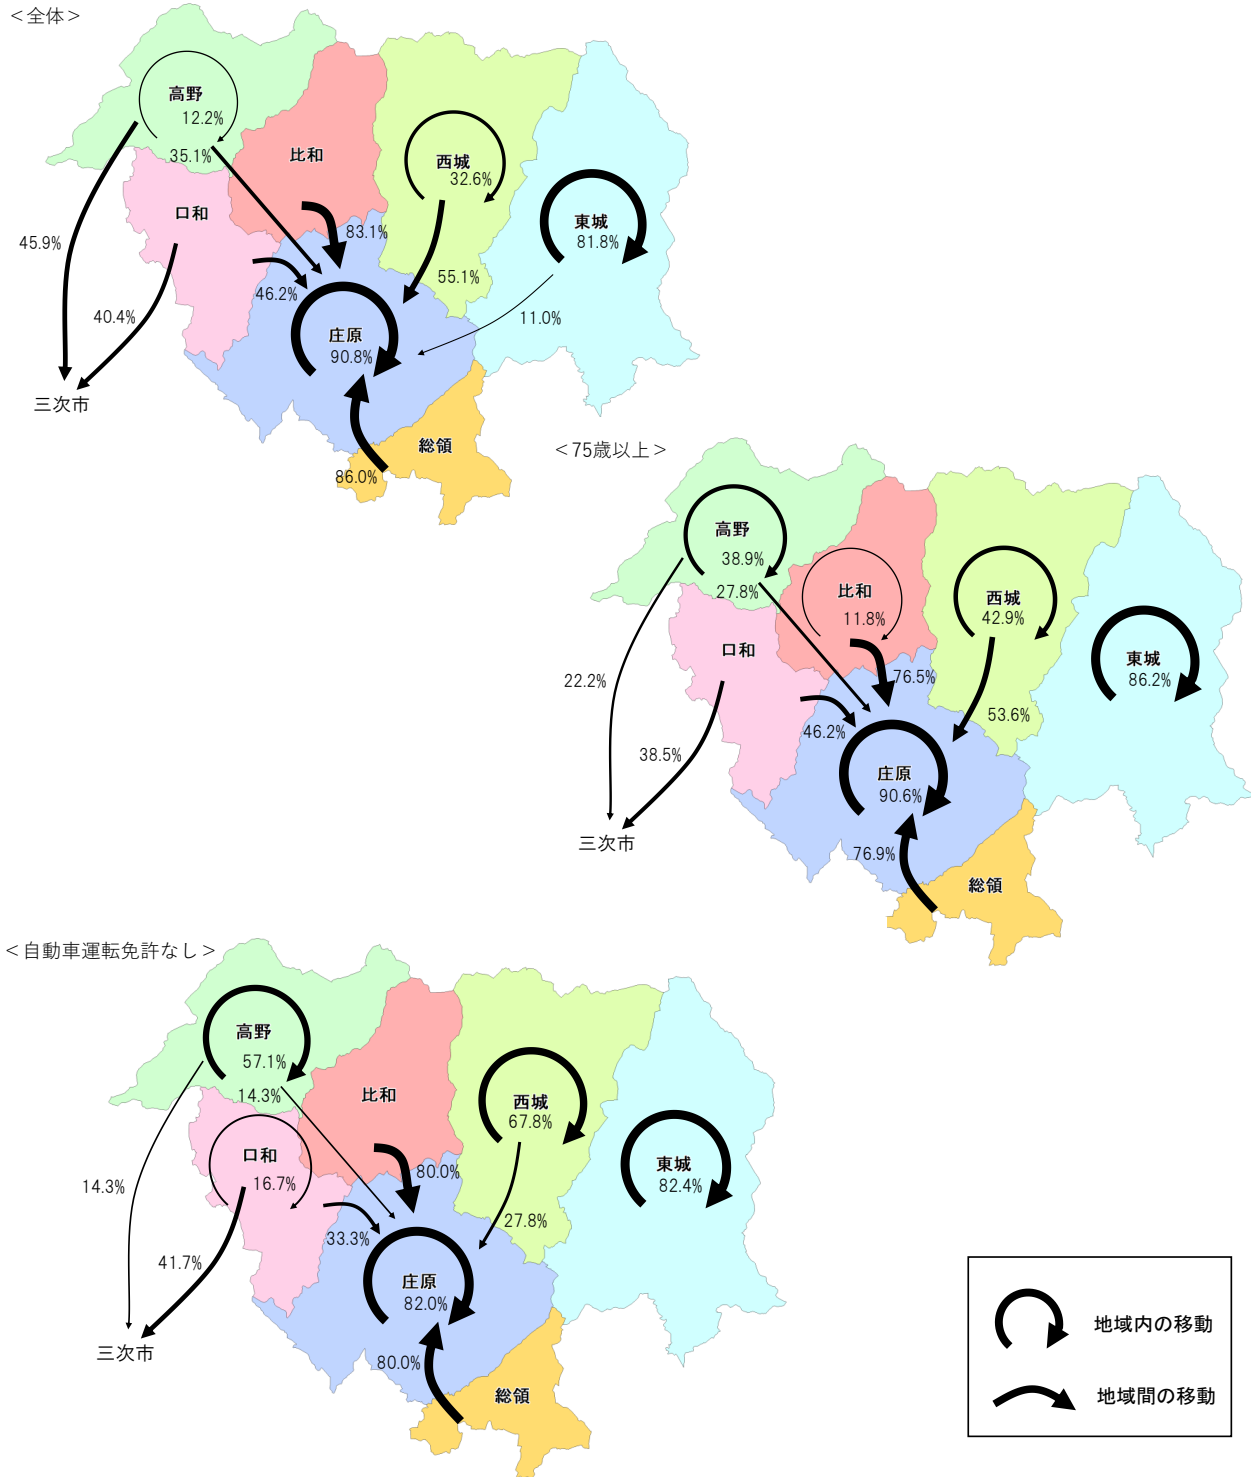 ＜全体＞
高野
12.2%
35.1%
比和
西城
32.6%
口和
東城
81.8%
83.1%
45.9%
55.1%
46.2%
40.4%
11.0%
庄原
90.8%
三次市
総領
86.0%
＜75歳以上＞
高野
38.9%
27.8%
比和
11.8%
西城
42.9%
口和
東城
86.2%
76.5%
22.2%
53.6%
46.2%
38.5%
庄原
90.6%
三次市
76.9%
総領
＜自動車運転免許なし＞
高野
57.1%
14.3%
比和
西城
67.8%
口和
16.7%
東城
82.4%
80.0%
14.3%
27.8%
33.3%
41.7%
庄原
82.0%
三次市
80.0%
総領
地域内の移動
地域間の移動